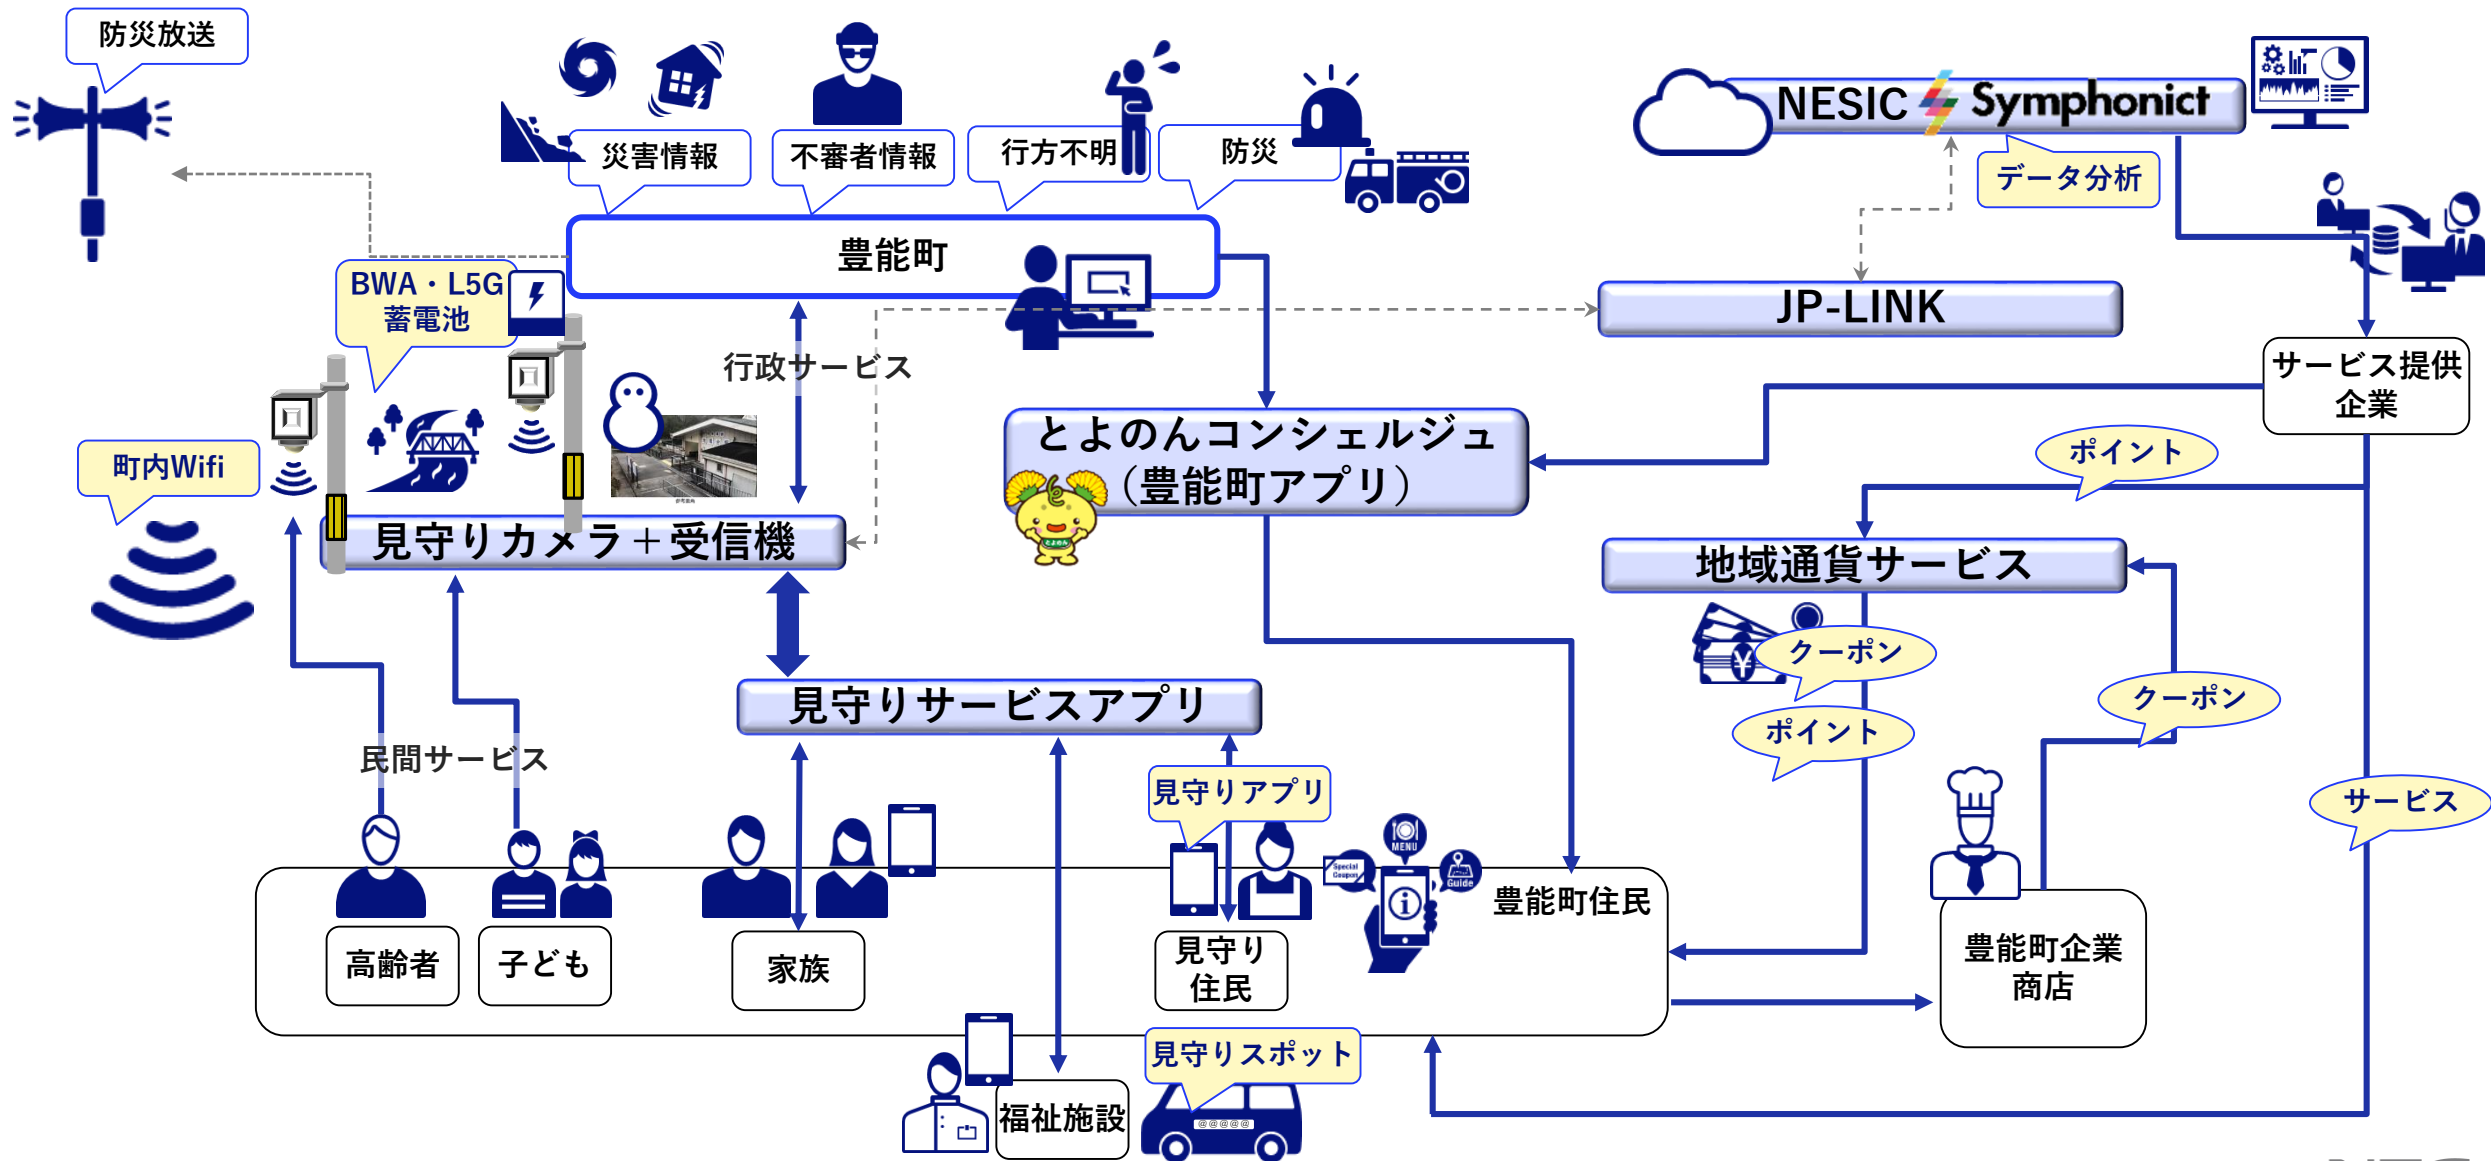 防災放送
災害情報
不審者情報
行方不明
防災
NESIC Symphonict
データ分析
豊能町
BWA・L5G
蓄電池
JP-LINK
行政サービス
サービス提供
企業
とよのんコンシェルジュ
（豊能町アプリ）
とよのん
ポイント
町内Wifi
見守りカメラ＋受信機
地域通貨サービス
¥
クーポン
ポイント
クーポン
見守りサービスアプリ
民間サービス
見守りアプリ
サービス
MENU
Special
Coupon
Guide
i
豊能町住民
高齢者
子ども
家族
見守り
住民
豊能町企業
商店
見守りスポット
福祉施設
@@@@@